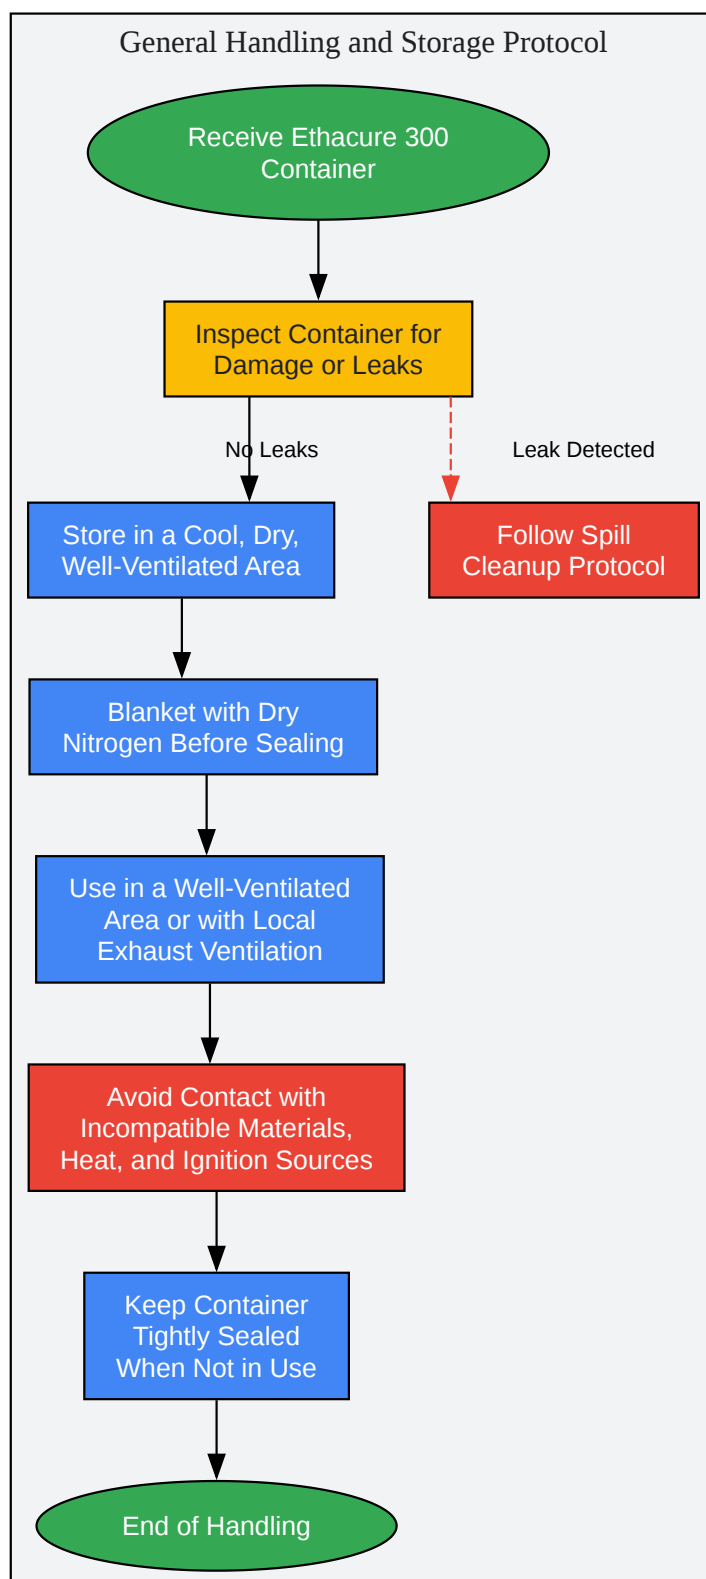 General Handling and Storage Protocol
Receive Ethacure 300
Container
Inspect Container for
Damage or Leaks
No Leaks
Leak Detected
Store in a Cool, Dry,
Well-Ventilated Area
Follow Spill
Cleanup Protocol
Blanket with Dry
Nitrogen Before Sealing
Use in a Well-Ventilated
Area or with Local
Exhaust Ventilation
Avoid Contact with
Incompatible Materials,
Heat, and Ignition Sources
Keep Container
Tightly Sealed
When Not in Use
End of Handling